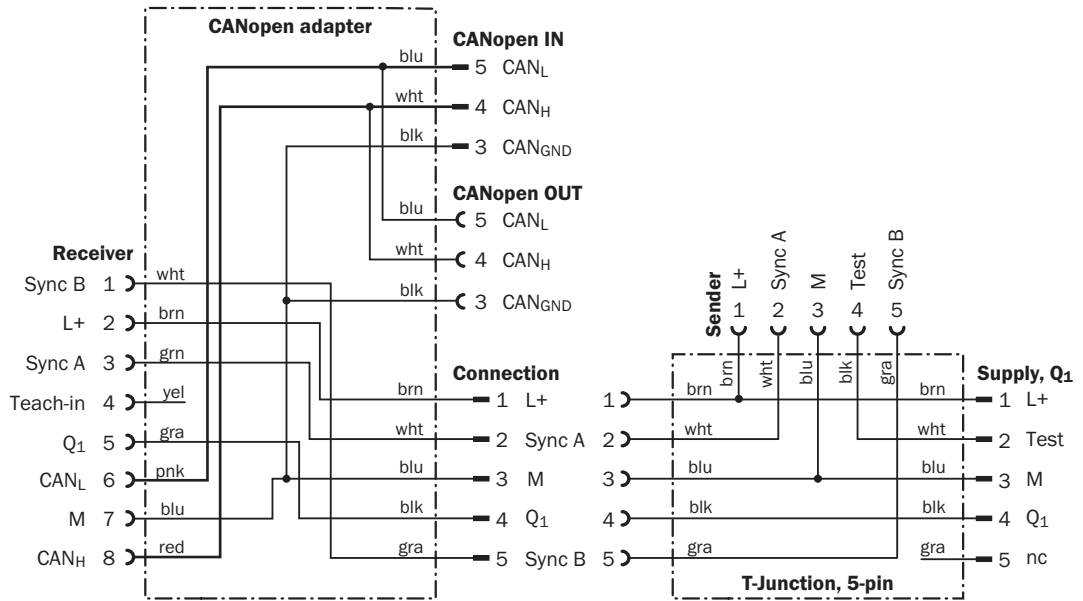 CANopen adapter
CANopen IN
blu 5 CANL
wht 4 CANH
blk 3 CANGND
CANopen OUT
blu 5 CANL
wht 4 CANH
blk 3 CANGND
Receiver
Sync B 1 wht
L+ 2 brn
Sync A 3 grn
Teach-in 4 yel
Q1 5 gra
CANL 6 pnk
M 7 blu
CANH 8 red
Connection
brn 1 L+
wht 2 Sync A
blu 3 M
blk 4 Q1
gra 5 Sync B
Sender
L+
Sync A
M
Test
Sync B
1 2 3 4 5
brn
wht
blu
blk
gra
Supply, Q1
1 brn brn 1 L+
2 wht wht 2 Test
3 blu blu 3 M
4 blk blk 4 Q1
5 gra gra 5 nc
T-Junction, 5-pin